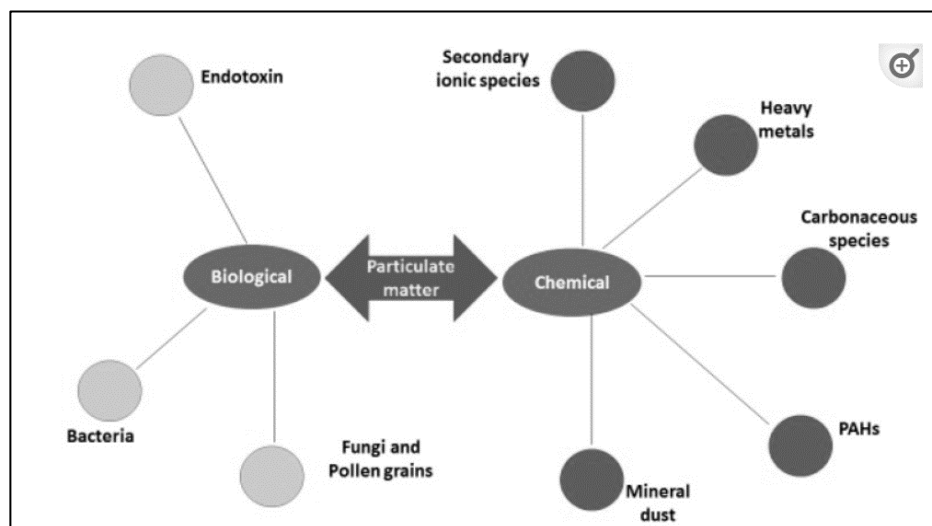 Endotoxin
Secondary
ionic species
Heavy
metals
Carbonaceous
species
Biological
Particulate
matter
Chemical
Bacteria
Fungi and
Pollen grains
PAHs
Mineral
dust